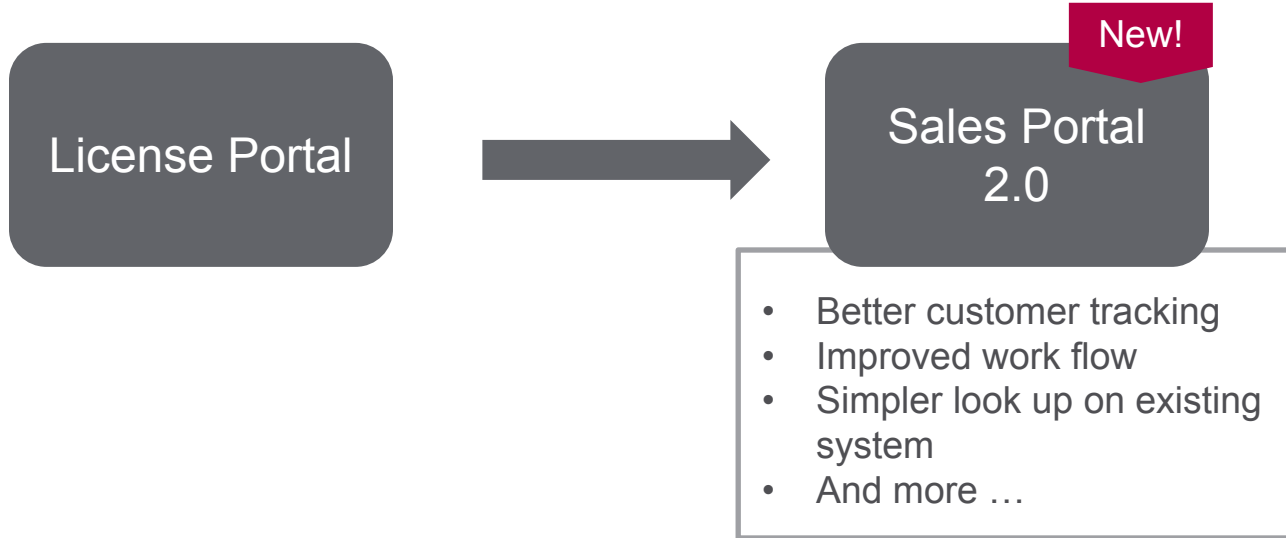 New!
License Portal
Sales Portal
2.0
• Better customer tracking
• Improved work flow
• Simpler look up on existing
system
• And more …